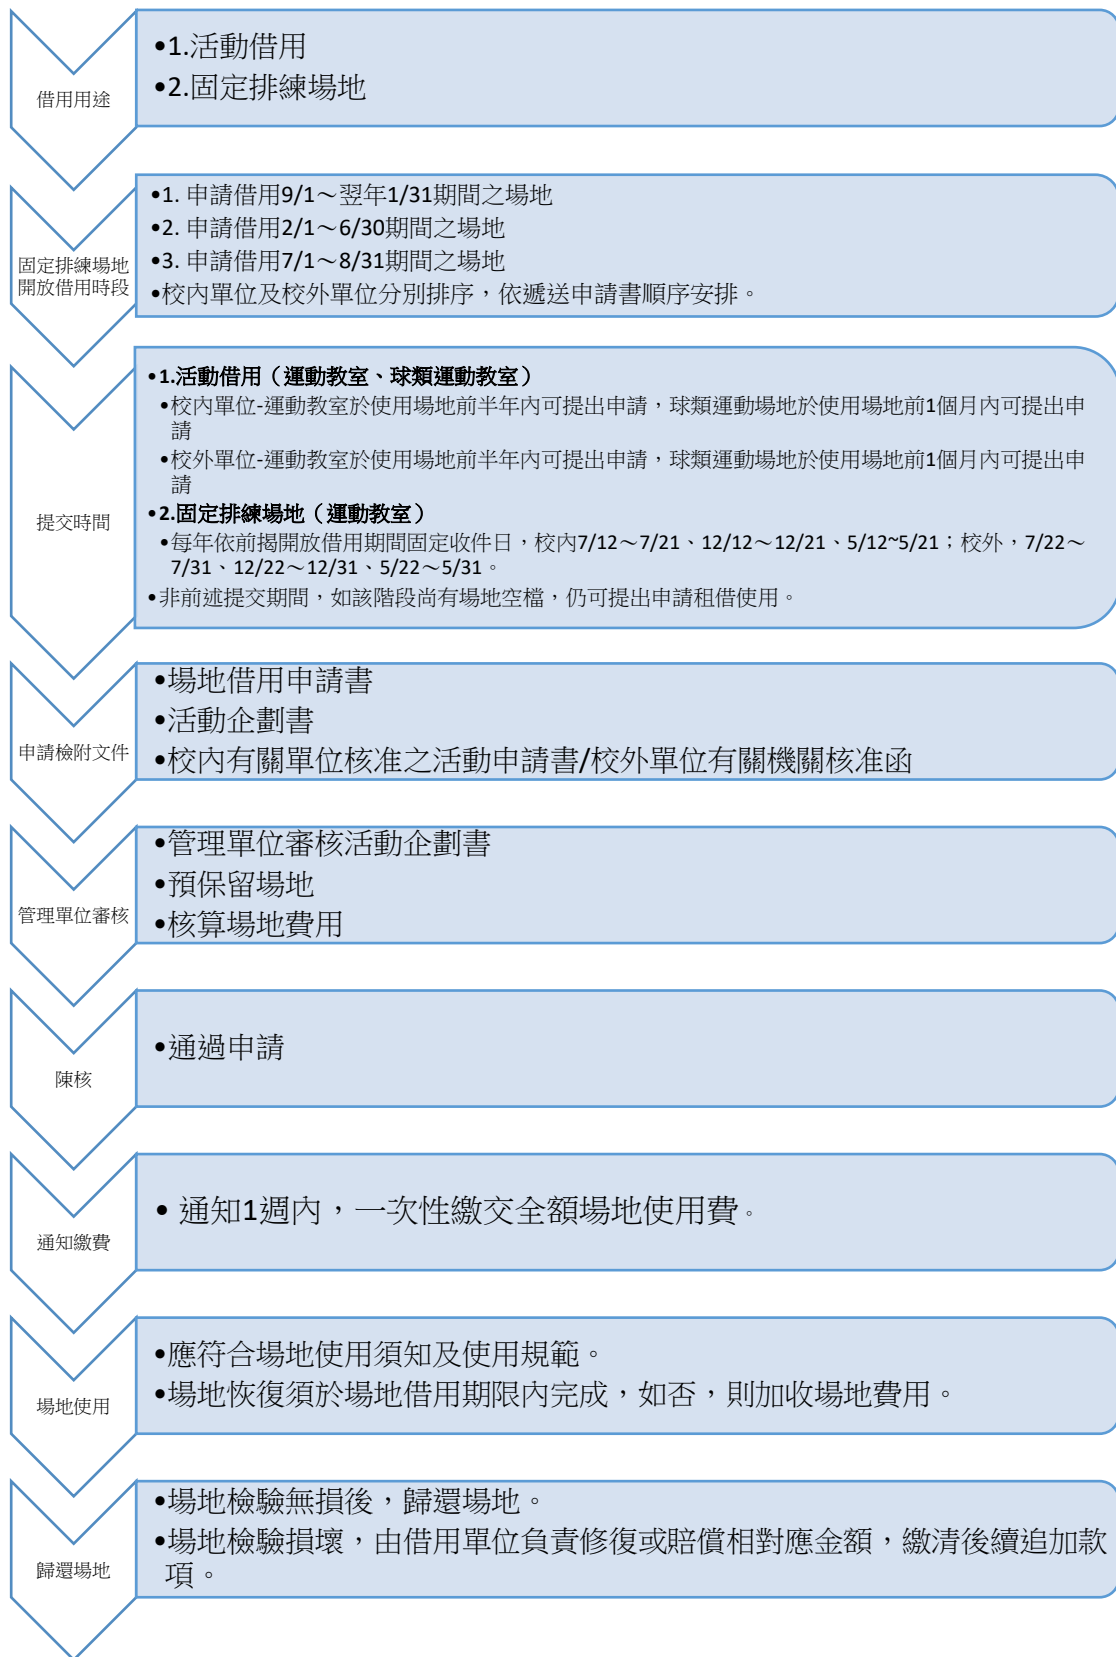 借用用途
•1.活動借用
•2.固定排練場地
固定排練場地
開放借用時段
•1. 申請借用9/1～翌年1/31期間之場地
•2. 申請借用2/1～6/30期間之場地
•3. 申請借用7/1～8/31期間之場地
•校內單位及校外單位分別排序，依遞送申請書順序安排。
提交時間
•1.活動借用（運動教室、球類運動教室）
•校內單位-運動教室於使用場地前半年內可提出申請，球類運動場地於使用場地前1個月內可提出申
請
•校外單位-運動教室於使用場地前半年內可提出申請，球類運動場地於使用場地前1個月內可提出申
請
•2.固定排練場地（運動教室）
•每年依前揭開放借用期間固定收件日，校內7/12～7/21、12/12～12/21、5/12~5/21；校外，7/22～
7/31、12/22～12/31、5/22～5/31。
•非前述提交期間，如該階段尚有場地空檔，仍可提出申請租借使用。
申請檢附文件
•場地借用申請書
•活動企劃書
•校內有關單位核准之活動申請書/校外單位有關機關核准函
管理單位審核
•管理單位審核活動企劃書
•預保留場地
•核算場地費用
陳核
•通過申請
通知繳費
• 通知1週內，一次性繳交全額場地使用費。
場地使用
•應符合場地使用須知及使用規範。
•場地恢復須於場地借用期限內完成，如否，則加收場地費用。
歸還場地
•場地檢驗無損後，歸還場地。
•場地檢驗損壞，由借用單位負責修復或賠償相對應金額，繳清後續追加款
項。